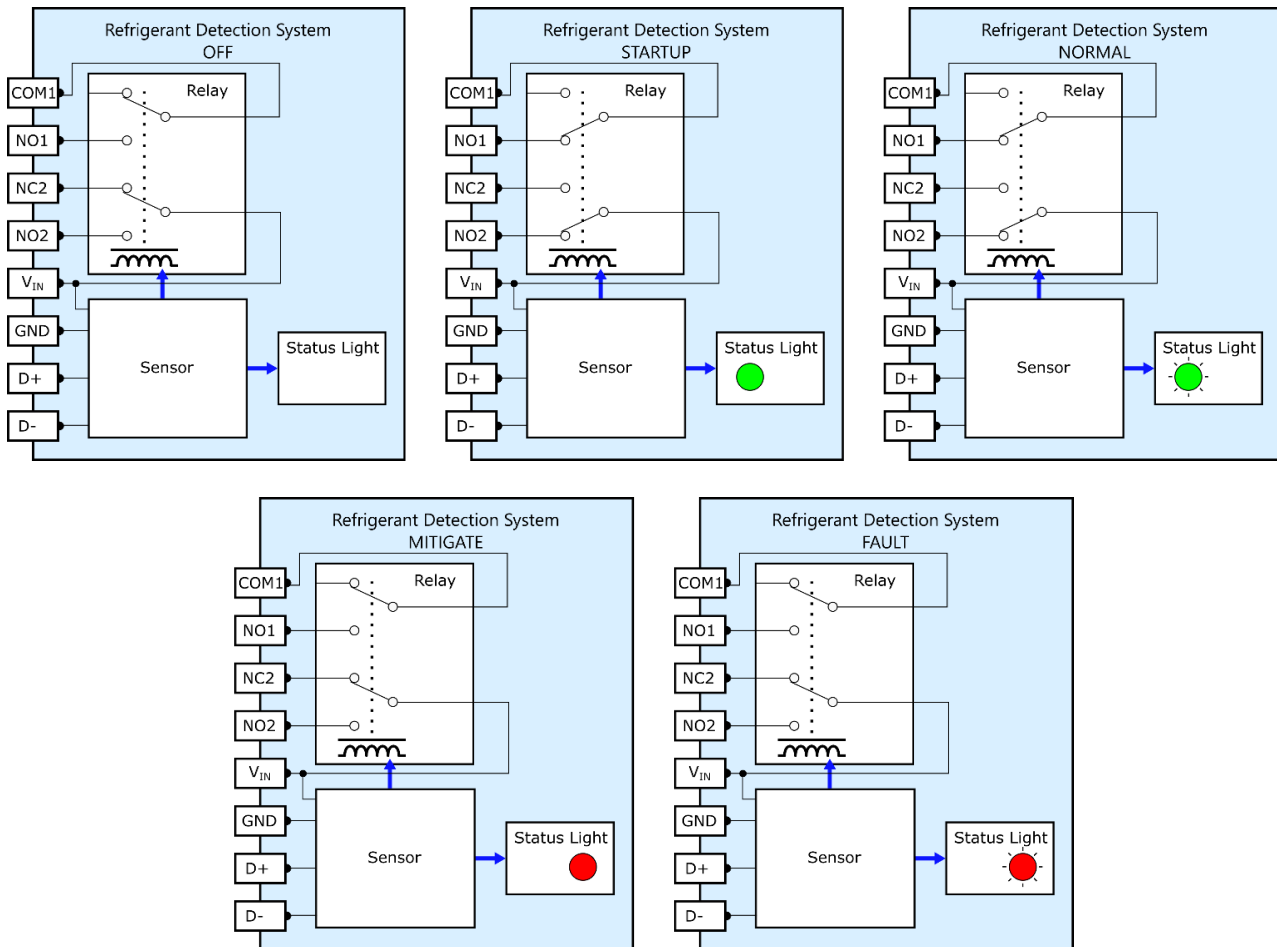 Refrigerant Detection System
OFF
Relay
COM1
NO1
NC2
NO2
VIN
GND
D+
D-
Sensor
Status Light
Refrigerant Detection System
STARTUP
Relay
COM1
NO1
NC2
NO2
VIN
GND
D+
D-
Sensor
Status Light
Refrigerant Detection System
NORMAL
Relay
COM1
NO1
NC2
NO2
VIN
GND
D+
D-
Sensor
Status Light
Refrigerant Detection System
MITIGATE
Relay
COM1
NO1
NC2
NO2
VIN
GND
D+
D-
Sensor
Status Light
Refrigerant Detection System
FAULT
Relay
COM1
NO1
NC2
NO2
VIN
GND
D+
D-
Sensor
Status Light